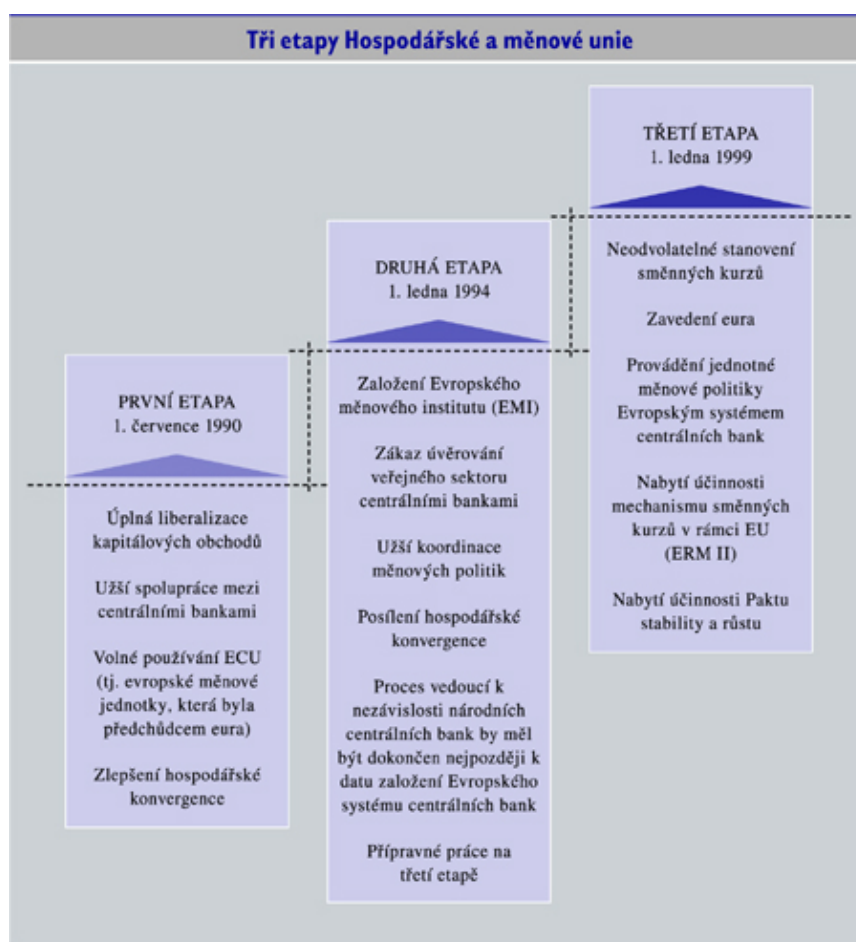 Tři etapy Hospodářské a měnové unie
PRVNÍ ETAPA
1. července 1990
Úplná liberalizace
kapitálových obchodů
Užší spolupráce mezi
centrálními bankami
Volné používání ECU
(tj. evropské měnové
jednotky, která byla
předchůdcem eura)
Zlepšení hospodářské
konvergence
DRUHÁ ETAPA
1. ledna 1994
Založení Evropského
měnového institutu (EMI)
Zákaz úvěrování
veřejného sektoru
centrálními bankami
Užší koordinace
měnových politik
Posílení hospodářské
konvergence
Proces vedoucí k
nezávislosti národních
centrálních bank by měl
být dokončen nejpozději k
datu založení Evropského
systému centrálních bank
Přípravné práce na
třetí etapě
TŘETÍ ETAPA
1. ledna 1999
Neodvolatelné stanovení
směnných kurzů
Zavedení eura
Provádění jednotné
měnové politiky
Evropským systémem
centrálních bank
Nabytí účinnosti
mechanismu směnných
kurzů v rámci EU
(ERM II)
Nabytí účinnosti Paktu
stability a růstu